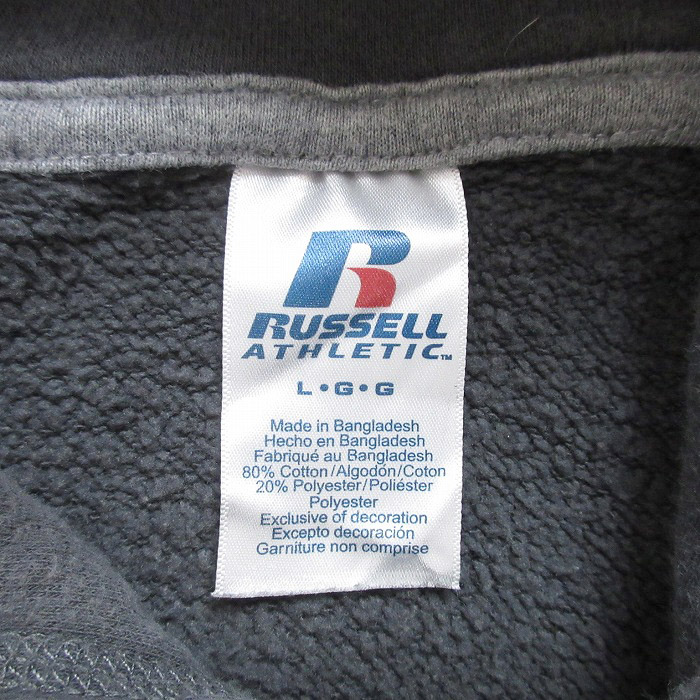 R
RUSSELL
ATHLETIC™
L•G•G
Made in Bangladesh
Hecho en Bangladesh
Fabriqué au Bangladesh
80% Cotton/Algodón/Coton
20% Polyester/Poliéster
Polyester
Exclusive of decoration
Excepto decoración
Garniture non comprise